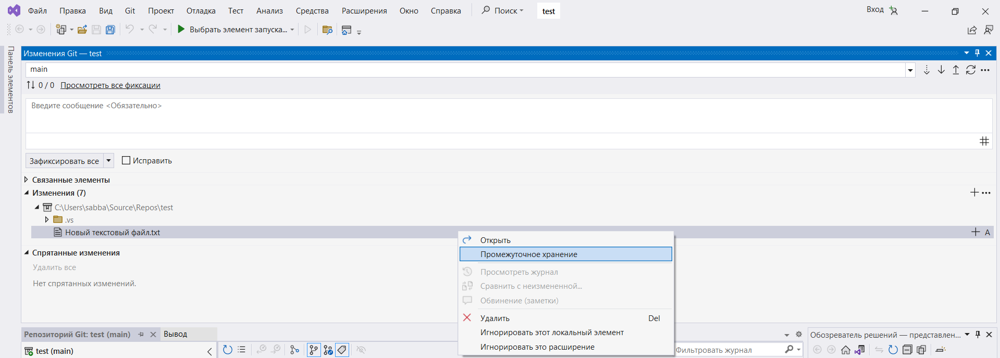 Файл Правка Вид Git Проект Отладка Тест Анализ Средства Расширения Окно Справка Поиск test Вход
Выбрать элемент запуска...
Панель элементов
Изменения Git — test
main
0 / 0 Просмотреть все фиксации
Введите сообщение <Обязательно>
Зафиксировать все Исправить
Связанные элементы
Изменения (7)
C:\Users\sabba\Source\Repos\test
.vs
Новый текстовый файл.txt A
Спрятанные изменения
Удалить все
Нет спрятанных изменений.
Открыть
Промежуточное хранение
Просмотреть журнал
Сравнить с неизмененной...
Обвинение (заметки)
Удалить Del
Игнорировать этот локальный элемент
Игнорировать это расширение
Репозиторий Git: test (main) Вывод
test (main)
Фильтровать журнал
Обозреватель решений — представлен...